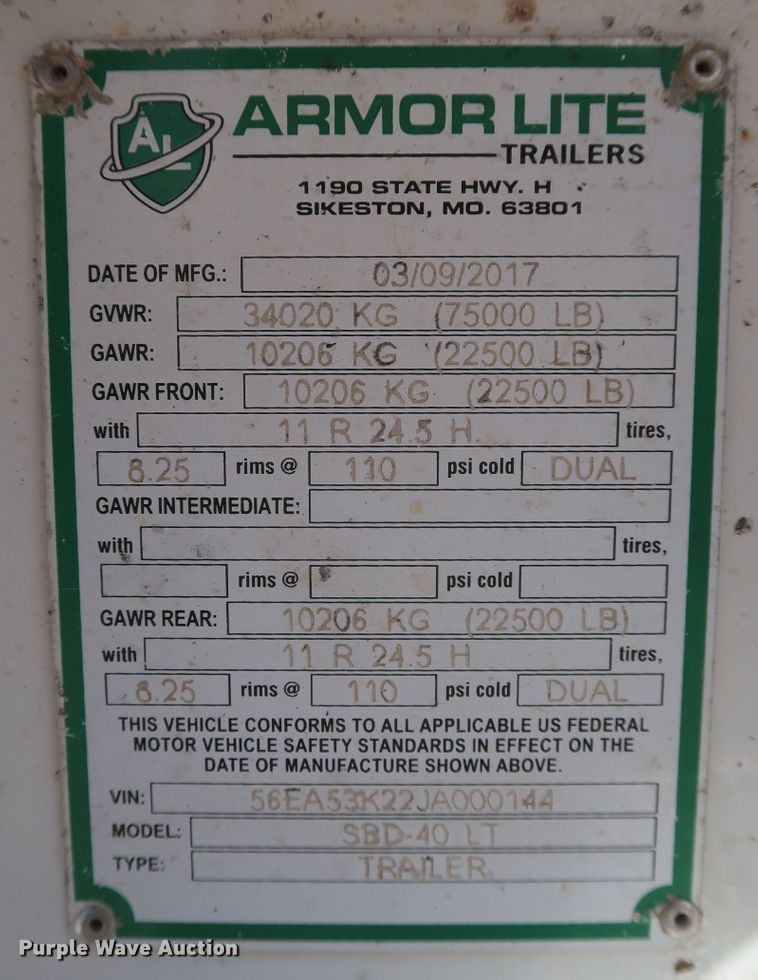 AL
ARMOR LITE
TRAILERS
1190 STATE HWY. H
SIKESTON, MO. 63801
DATE OF MFG.: 03/09/2017
GVWR: 34020 KG (75000 LB)
GAWR: 10206 KG (22500 LB)
GAWR FRONT: 10206 KG (22500 LB)
with 11 R 24.5 H tires,
8.25 rims @ 110 psi cold DUAL
GAWR INTERMEDIATE:
with tires,
rims @ psi cold
GAWR REAR: 10206 KG (22500 LB)
with 11 R 24.5 H tires,
8.25 rims @ 110 psi cold DUAL
THIS VEHICLE CONFORMS TO ALL APPLICABLE US FEDERAL
MOTOR VEHICLE SAFETY STANDARDS IN EFFECT ON THE
DATE OF MANUFACTURE SHOWN ABOVE.
VIN: 56EA53K22JA000144
MODEL: SBD-40 LT
TYPE: TRAILER
Purple Wave Auction